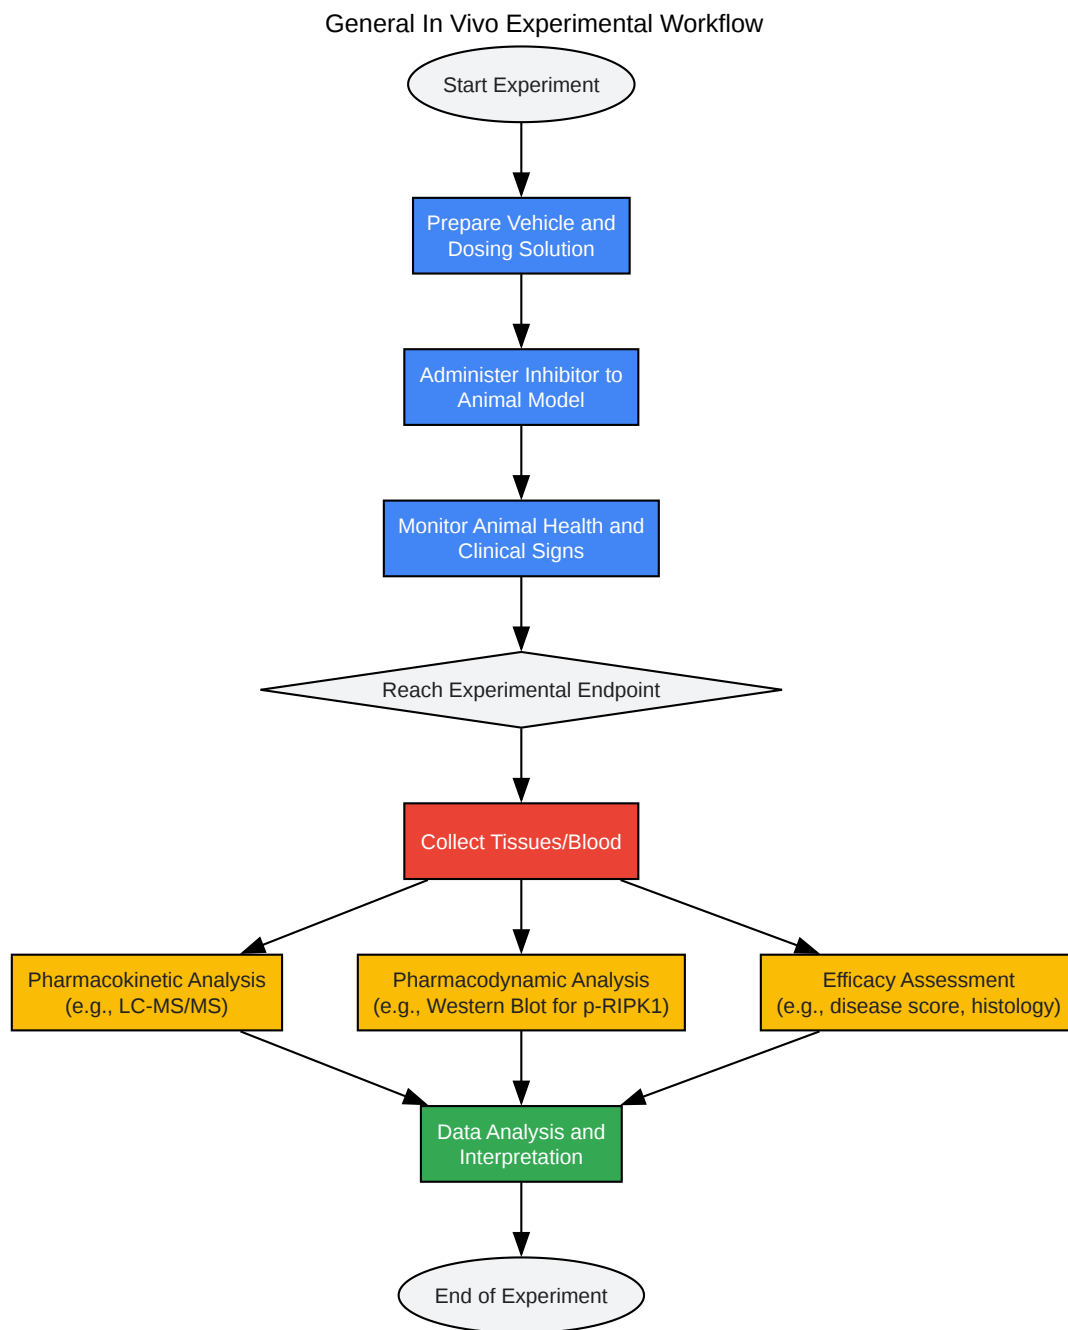 General In Vivo Experimental Workflow
Start Experiment
Prepare Vehicle and
Dosing Solution
Administer Inhibitor to
Animal Model
Monitor Animal Health and
Clinical Signs
Reach Experimental Endpoint
Collect Tissues/Blood
Pharmacokinetic Analysis
(e.g., LC-MS/MS)
Pharmacodynamic Analysis
(e.g., Western Blot for p-RIPK1)
Efficacy Assessment
(e.g., disease score, histology)
Data Analysis and
Interpretation
End of Experiment